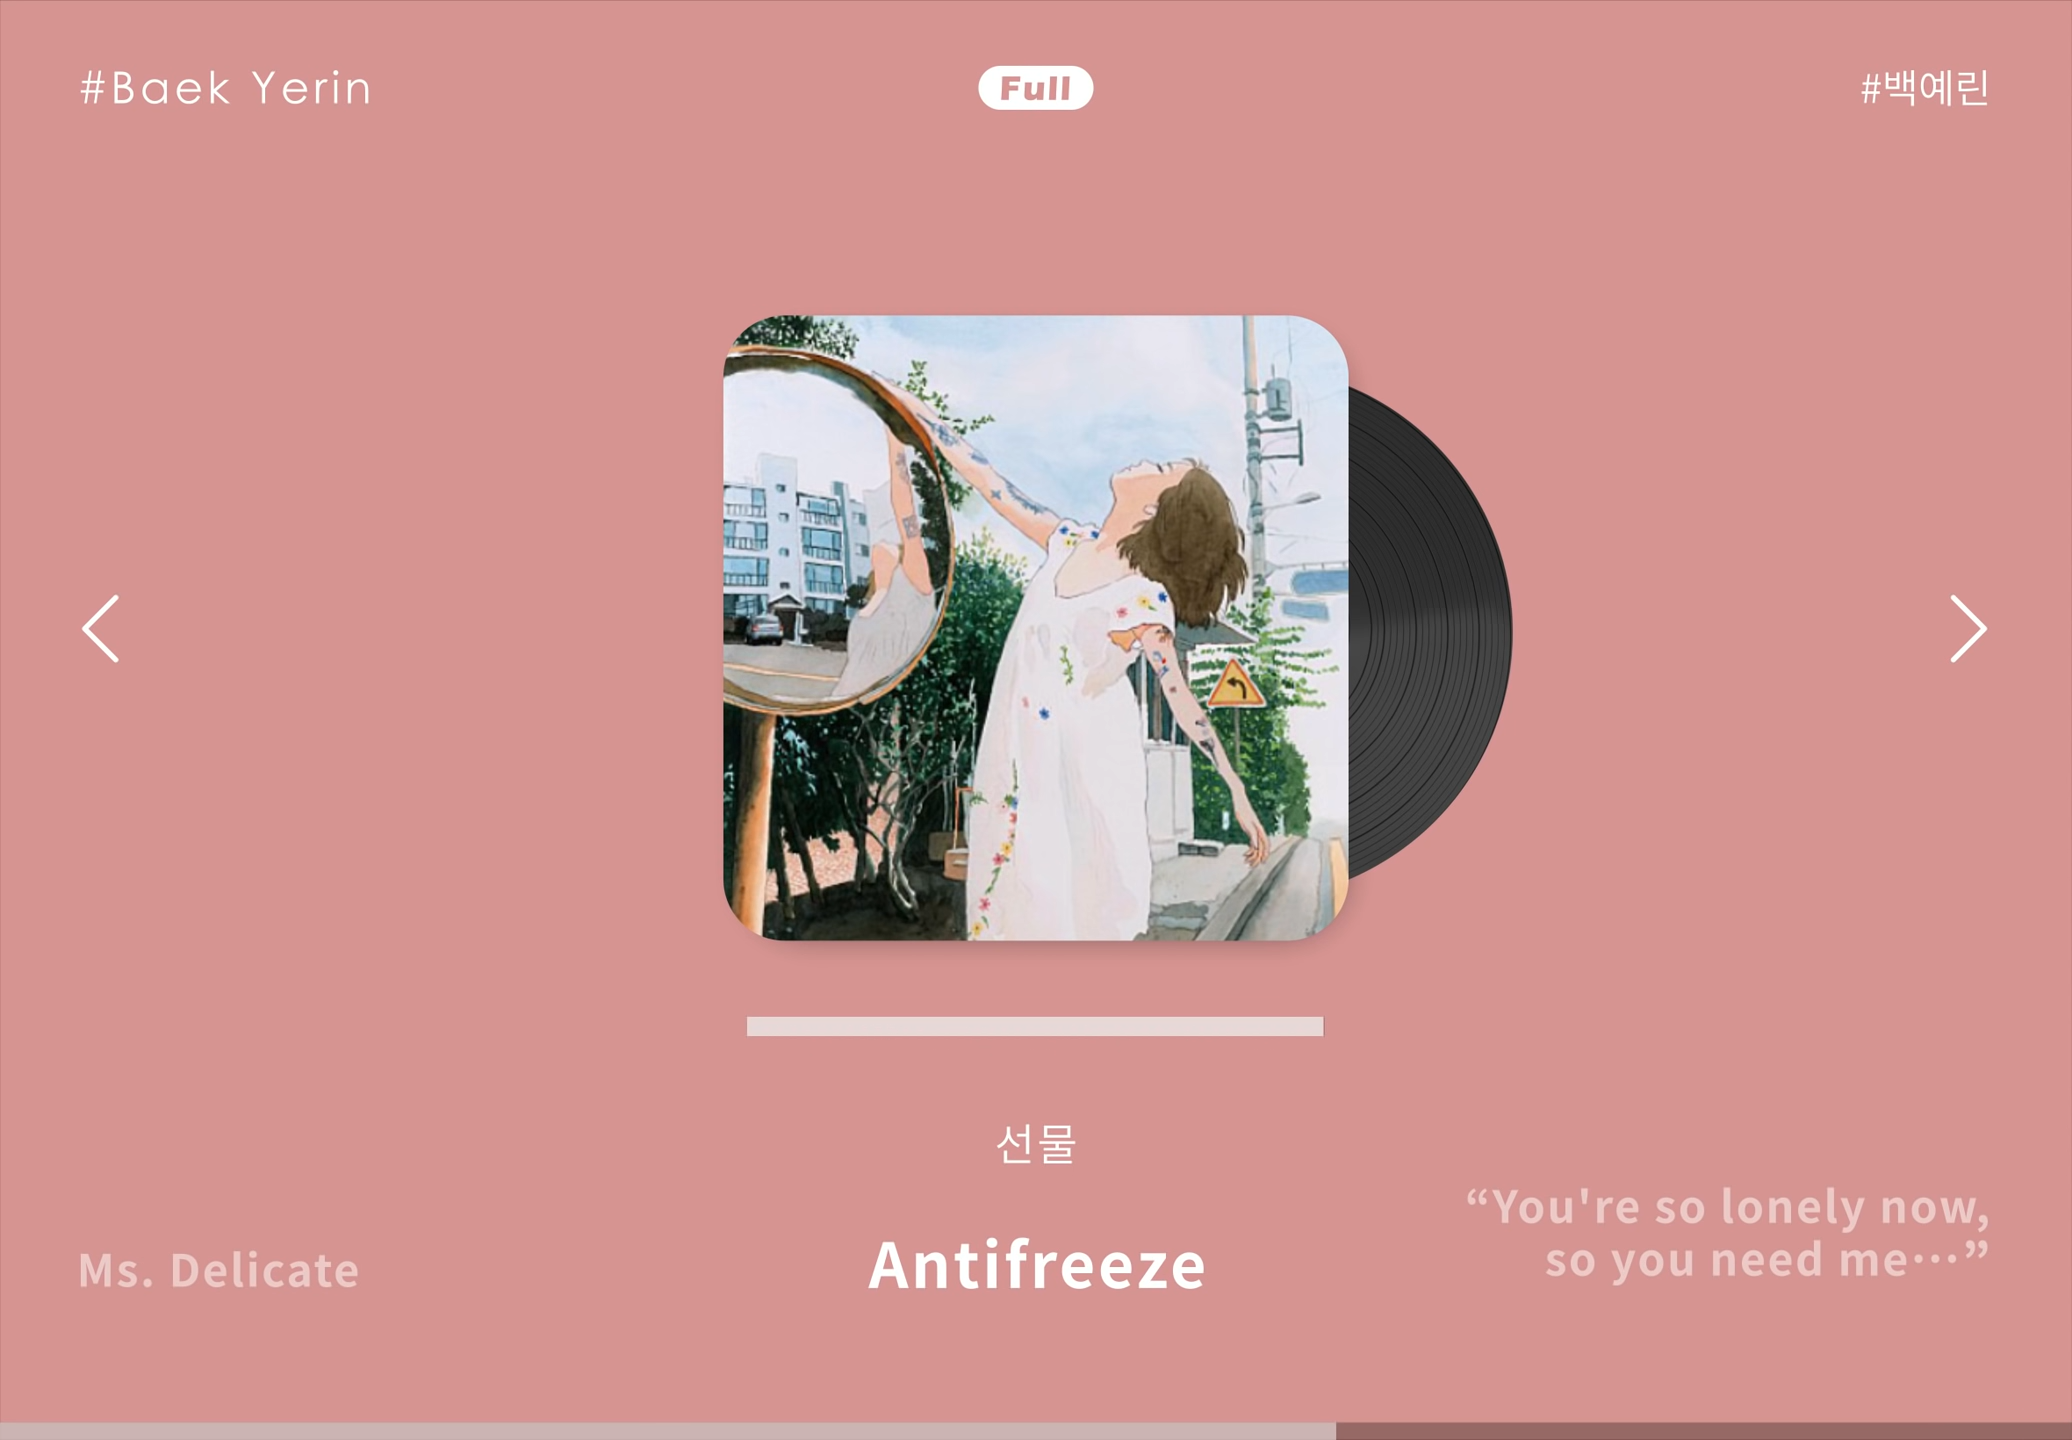 #Baek Yerin
Full
#백예린
선물
Antifreeze
Ms. Delicate
“You're so lonely now,
so you need me⋯”